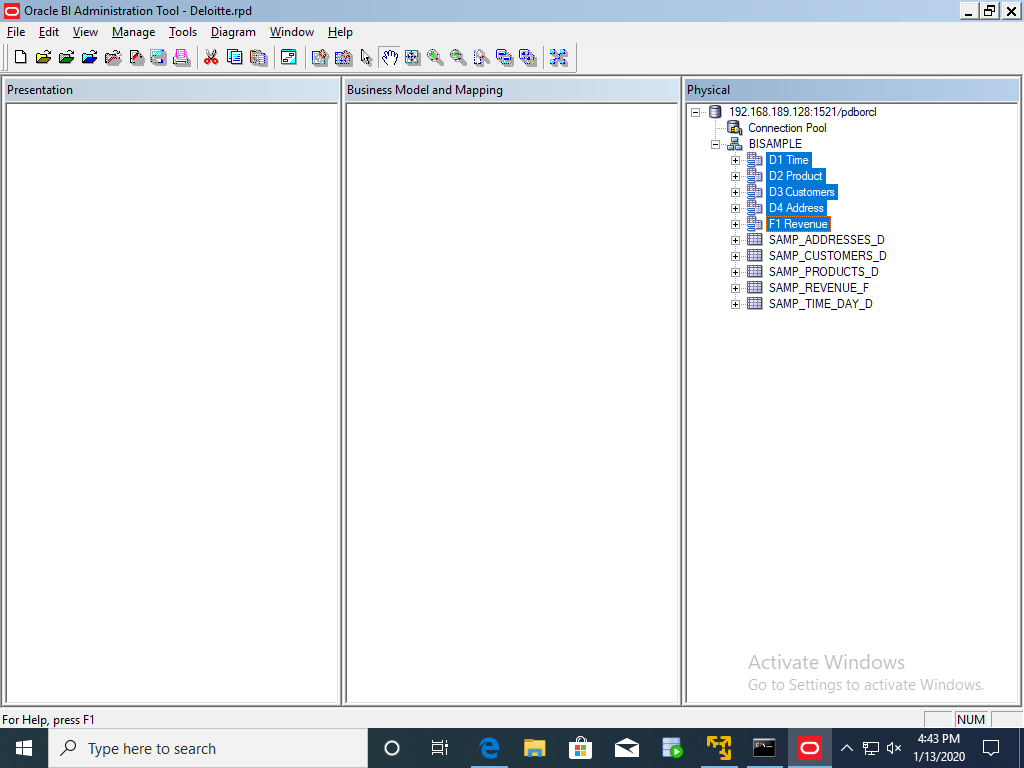 Oracle BI Administration Tool - Deloitte.rpd
File Edit View Manage Tools Diagram Window Help
Presentation
Business Model and Mapping
Physical
192.168.189.128:1521/pdborcl
Connection Pool
BISAMPLE
D1 Time
D2 Product
D3 Customers
D4 Address
F1 Revenue
SAMP_ADDRESSES_D
SAMP_CUSTOMERS_D
SAMP_PRODUCTS_D
SAMP_REVENUE_F
SAMP_TIME_DAY_D
Activate Windows
Go to Settings to activate Windows.
For Help, press F1
NUM
Type here to search
4:43 PM
1/13/2020